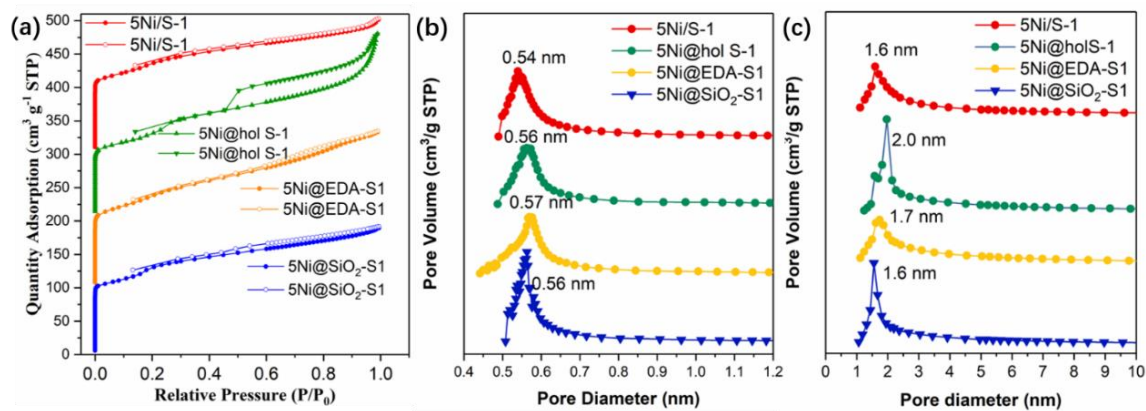 (a)
Quantity Adsorption (cm³ g⁻¹ STP)
500
450
400
350
300
250
200
150
100
50
0
5Ni/S-1
5Ni/S-1
5Ni@hol S-1
5Ni@hol S-1
5Ni@EDA-S1
5Ni@EDA-S1
5Ni@SiO₂-S1
5Ni@SiO₂-S1
0.0 0.2 0.4 0.6 0.8 1.0
Relative Pressure (P/P₀)
(b)
Pore Volume (cm³/g STP)
5Ni/S-1
5Ni@hol S-1
5Ni@EDA-S1
5Ni@SiO₂-S1
0.54 nm
0.56 nm
0.57 nm
0.56 nm
0.4 0.5 0.6 0.7 0.8 0.9 1.0 1.1 1.2
Pore Diameter (nm)
(c)
Pore Volume (cm³/g STP)
5Ni/S-1
5Ni@holS-1
5Ni@EDA-S1
5Ni@SiO₂-S1
1.6 nm
2.0 nm
1.7 nm
1.6 nm
0 1 2 3 4 5 6 7 8 9 10
Pore diameter (nm)